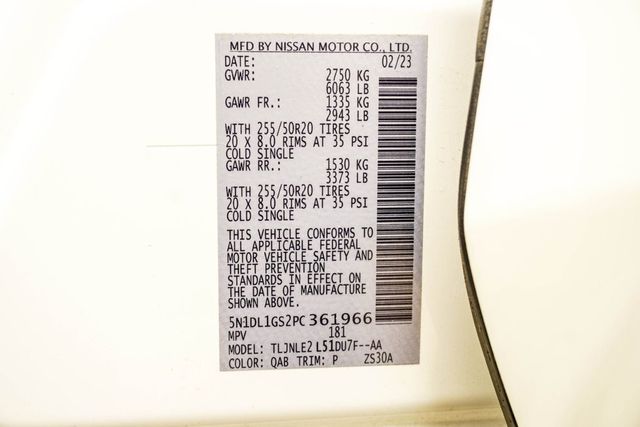 MFD BY NISSAN MOTOR CO., LTD.
DATE: 02/23
GVWR: 2750 KG
6063 LB
GAWR FR.: 1335 KG
2943 LB
WITH 255/50R20 TIRES
20 X 8.0 RIMS AT 35 PSI
COLD SINGLE
GAWR RR.: 1530 KG
3373 LB
WITH 255/50R20 TIRES
20 X 8.0 RIMS AT 35 PSI
COLD SINGLE
THIS VEHICLE CONFORMS TO
ALL APPLICABLE FEDERAL
MOTOR VEHICLE SAFETY AND
THEFT PREVENTION
STANDARDS IN EFFECT ON
THE DATE OF MANUFACTURE
SHOWN ABOVE.
5N1DL1GS2PC361966
MPV 181
MODEL: TLJNLE2 L51DU7F--AA
COLOR: QAB TRIM: P ZS30A